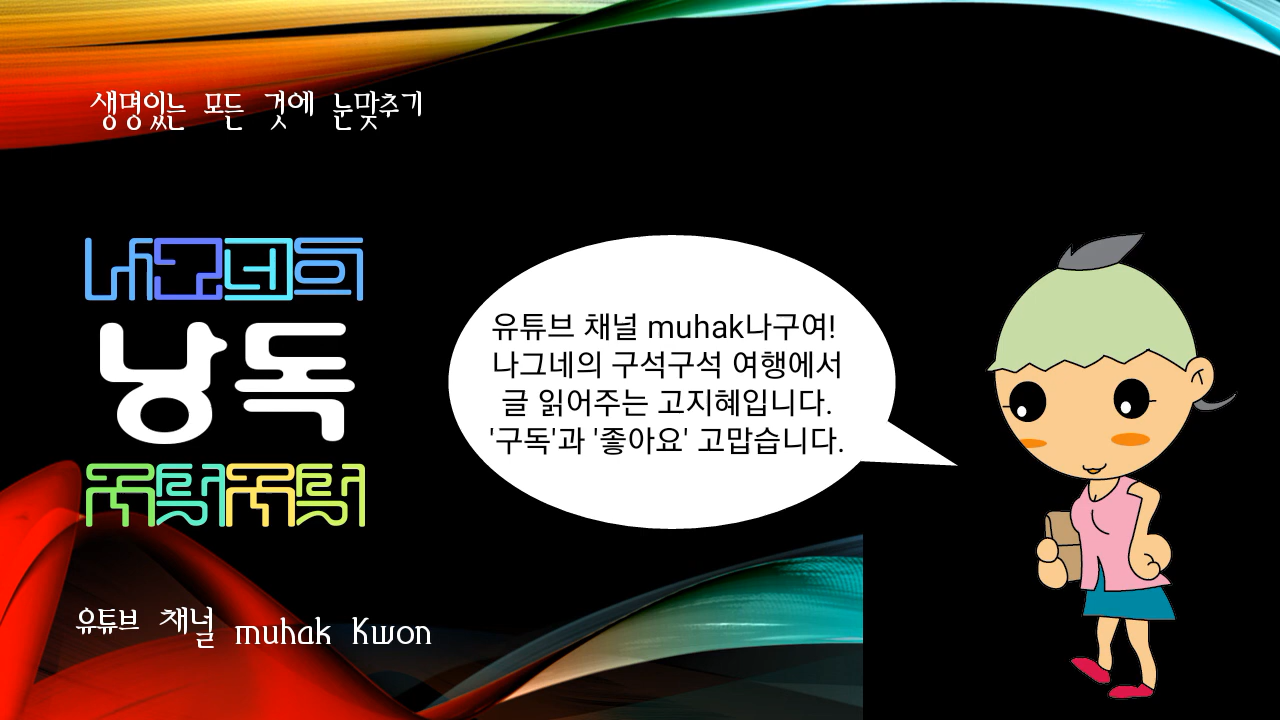 생명있는 모든 것에 눈맞추기
나그네의
낭독
구석구석
유튜브 채널 muhak나구여!
나그네의 구석구석 여행에서
글 읽어주는 고지혜입니다.
'구독'과 '좋아요' 고맙습니다.
유튜브 채널 muhak Kwon